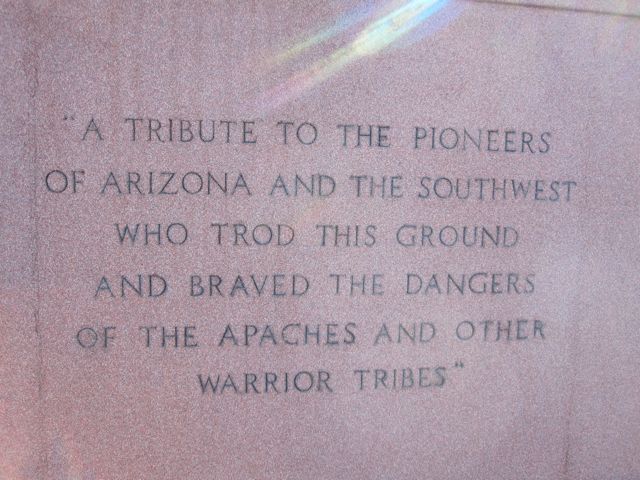 "A TRIBUTE TO THE PIONEERS
OF ARIZONA AND THE SOUTHWEST
WHO TROD THIS GROUND
AND BRAVED THE DANGERS
OF THE APACHES AND OTHER
WARRIOR TRIBES"